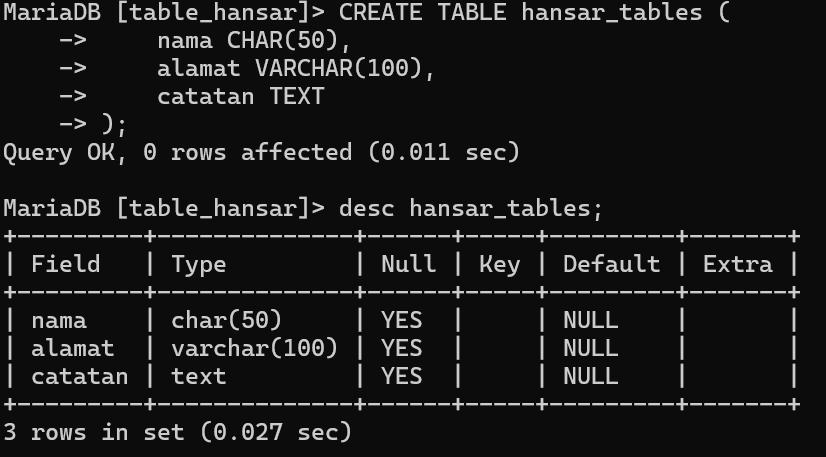 MariaDB [table_hansar]> CREATE TABLE hansar_tables (
    ->     nama CHAR(50),
    ->     alamat VARCHAR(100),
    ->     catatan TEXT
    -> );
Query OK, 0 rows affected (0.011 sec)

MariaDB [table_hansar]> desc hansar_tables;
+---------+--------------+------+-----+---------+-------+
| Field   | Type         | Null | Key | Default | Extra |
+---------+--------------+------+-----+---------+-------+
| nama    | char(50)     | YES  |     | NULL    |       |
| alamat  | varchar(100) | YES  |     | NULL    |       |
| catatan | text         | YES  |     | NULL    |       |
+---------+--------------+------+-----+---------+-------+
3 rows in set (0.027 sec)